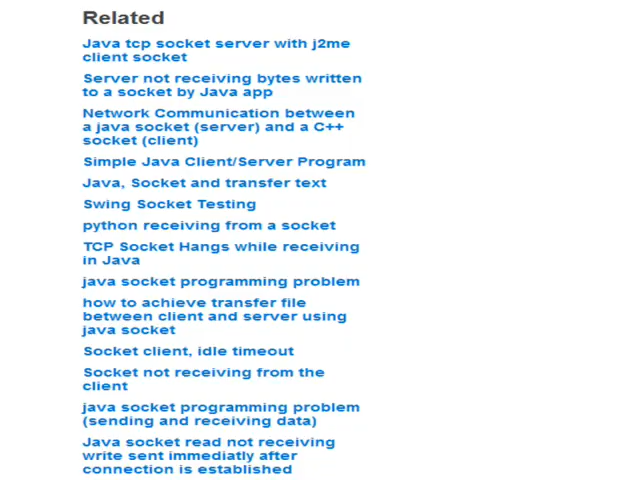 Related
Java tcp socket server with j2me
client socket
Server not receiving bytes written
to a socket by Java app
Network Communication between
a java socket (server) and a C++
socket (client)
Simple Java Client/Server Program
Java, Socket and transfer text
Swing Socket Testing
python receiving from a socket
TCP Socket Hangs while receiving
in Java
java socket programming problem
how to achieve transfer file
between client and server using
java socket
Socket client, idle timeout
Socket not receiving from the
client
java socket programming problem
(sending and receiving data)
Java socket read not receiving
write sent immediatly after
connection is established